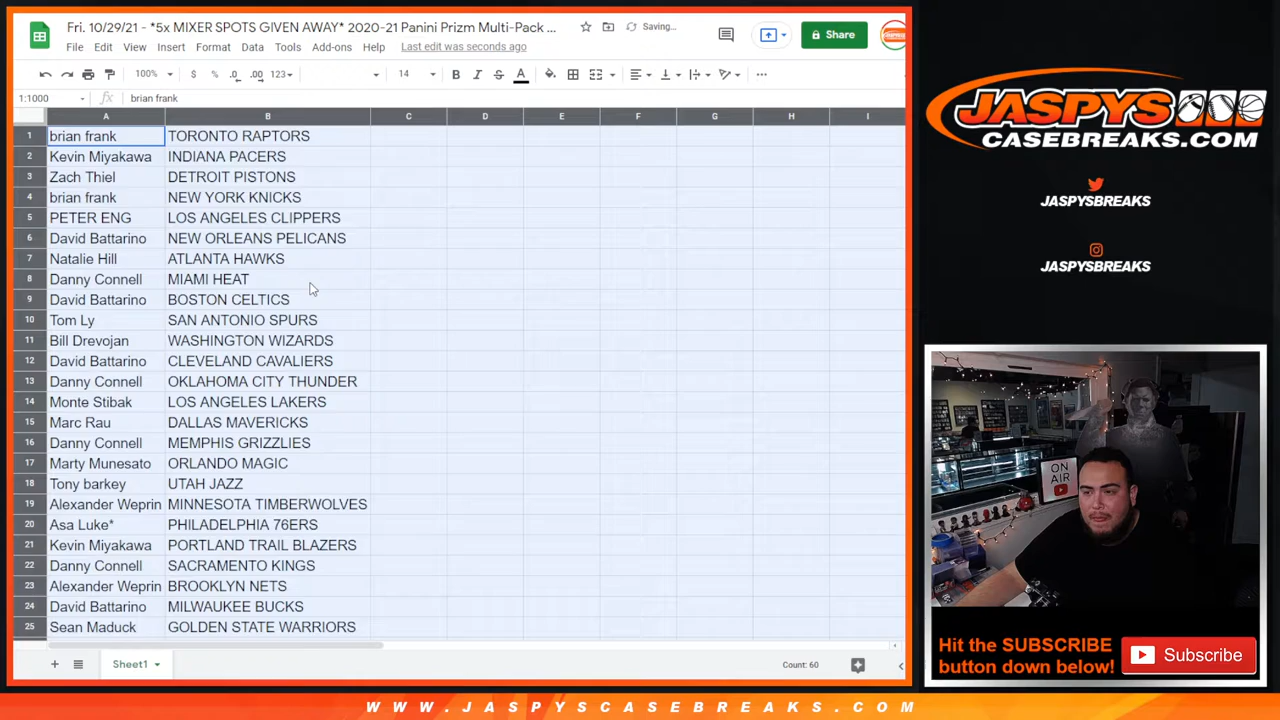 Fri. 10/29/21 - *5x MIXER SPOTS GIVEN AWAY* 2020-21 Panini Prizm Multi-Pack ...
Saving...
Share
File Edit View Insert Format Data Tools Add-ons Help Last edit was seconds ago
100% $ % .0 .00 123 14 B I S A
1:1000 fx brian frank
A B C D E F G H I
1 brian frank TORONTO RAPTORS
2 Kevin Miyakawa INDIANA PACERS
3 Zach Thiel DETROIT PISTONS
4 brian frank NEW YORK KNICKS
5 PETER ENG LOS ANGELES CLIPPERS
6 David Battarino NEW ORLEANS PELICANS
7 Natalie Hill ATLANTA HAWKS
8 Danny Connell MIAMI HEAT
9 David Battarino BOSTON CELTICS
10 Tom Ly SAN ANTONIO SPURS
11 Bill Drevojan WASHINGTON WIZARDS
12 David Battarino CLEVELAND CAVALIERS
13 Danny Connell OKLAHOMA CITY THUNDER
14 Monte Stibak LOS ANGELES LAKERS
15 Marc Rau DALLAS MAVERICKS
16 Danny Connell MEMPHIS GRIZZLIES
17 Marty Munesato ORLANDO MAGIC
18 Tony barkey UTAH JAZZ
19 Alexander Weprin MINNESOTA TIMBERWOLVES
20 Asa Luke* PHILADELPHIA 76ERS
21 Kevin Miyakawa PORTLAND TRAIL BLAZERS
22 Danny Connell SACRAMENTO KINGS
23 Alexander Weprin BROOKLYN NETS
24 David Battarino MILWAUKEE BUCKS
25 Sean Maduck GOLDEN STATE WARRIORS
Sheet1
Count: 60
JASPYS
CASEBREAKS.COM
JASPYSBREAKS
JASPYSBREAKS
ON
AIR
Hit the SUBSCRIBE
button down below!
Subscribe
WWW.JASPYSCASEBREAKS.COM